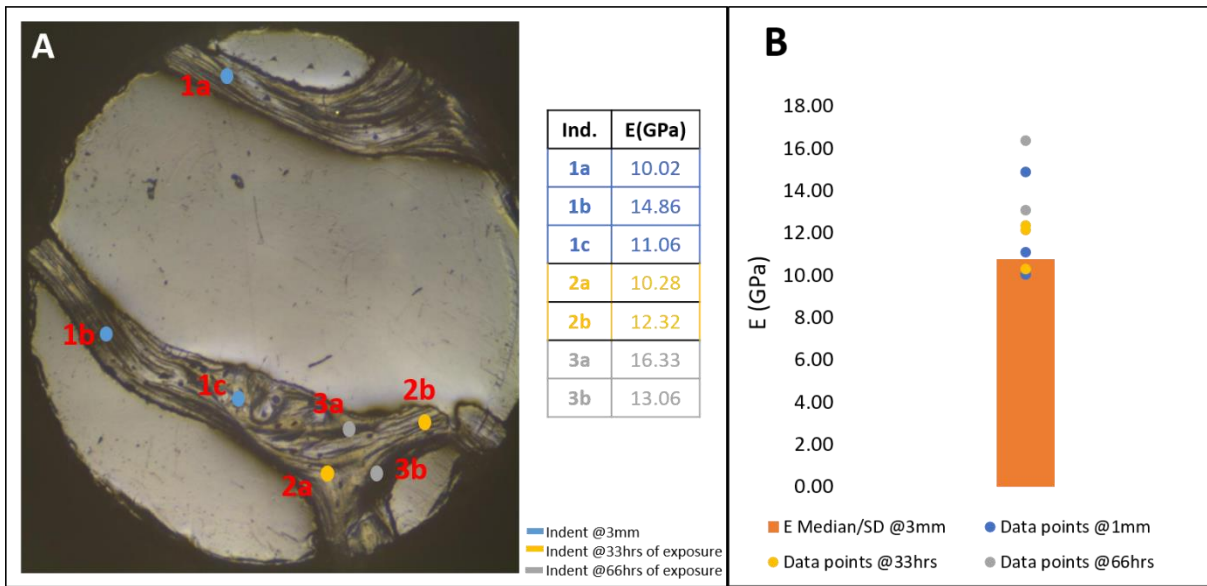 A
1a
1b
1c
3a
2b
2a
3b
Ind. E(GPa)
1a 10.02
1b 14.86
1c 11.06
2a 10.28
2b 12.32
3a 16.33
3b 13.06
Indent @3mm
Indent @33hrs of exposure
Indent @66hrs of exposure
B
E (GPa)
18.00
16.00
14.00
12.00
10.00
8.00
6.00
4.00
2.00
0.00
E Median/SD @3mm Data points @1mm
Data points @33hrs Data points @66hrs